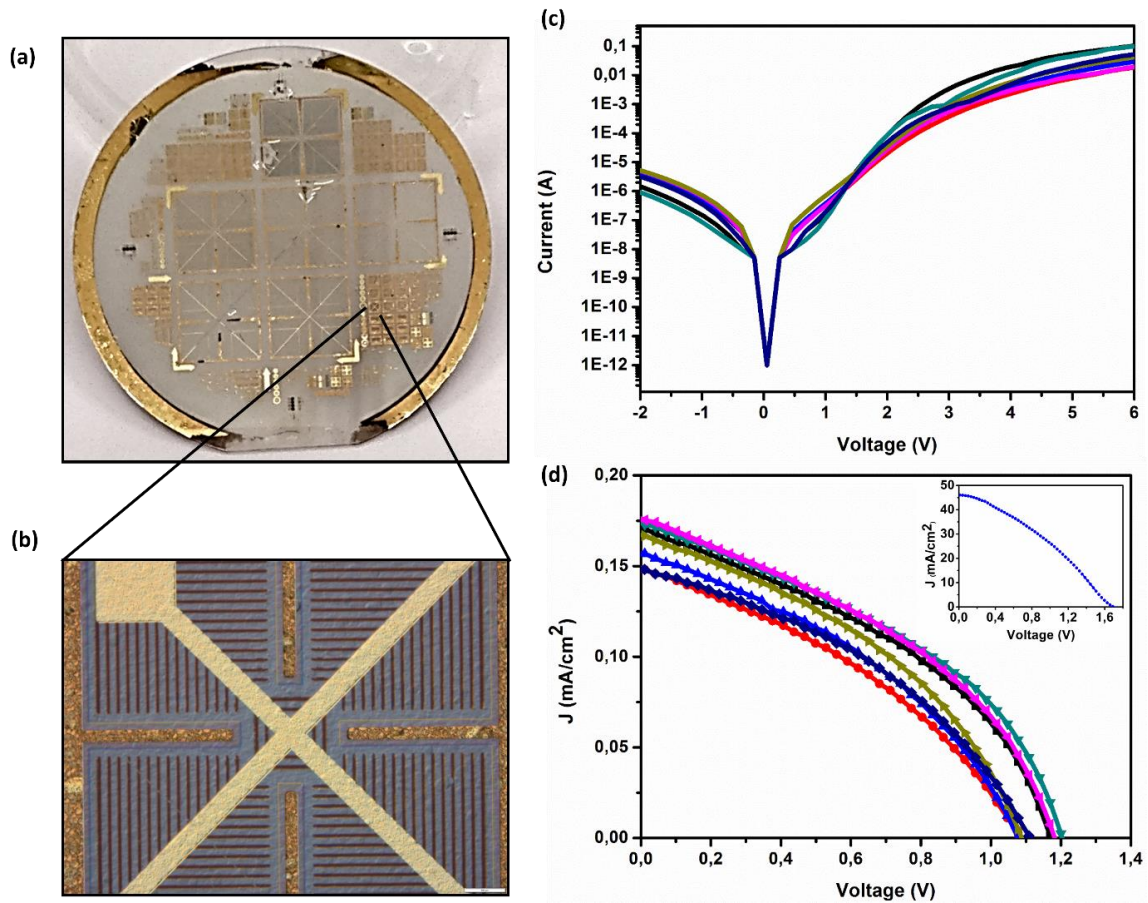 (a)
(b)
(c)
0,1
0,01
1E-3
1E-4
1E-5
1E-6
1E-7
1E-8
1E-9
1E-10
1E-11
1E-12
Current (A)
-2
-1
0
1
2
3
4
5
6
Voltage (V)
(d)
0,20
0,15
0,10
0,05
0,00
J (mA/cm2)
0,0
0,2
0,4
0,6
0,8
1,0
1,2
1,4
Voltage (V)
50
40
30
20
10
0
J (mA/cm2)
0,0
0,4
0,8
1,2
1,6
Voltage (V)